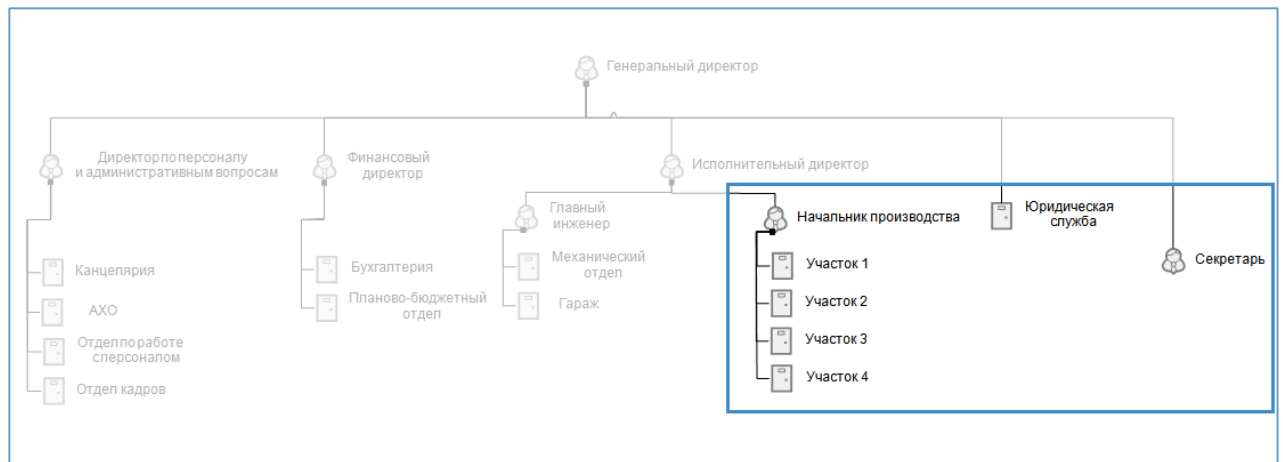 Генеральный директор
Директор по персоналу
и административным вопросам
Финансовый
директор
Исполнительный директор
Главный
инженер
Начальник производства
Юридическая
служба
Секретарь
Канцелярия
АХО
Отдел по работе
сперсоналом
Отдел кадров
Бухгалтерия
Планово-бюджетный
отдел
Механический
отдел
Гараж
Участок 1
Участок 2
Участок 3
Участок 4